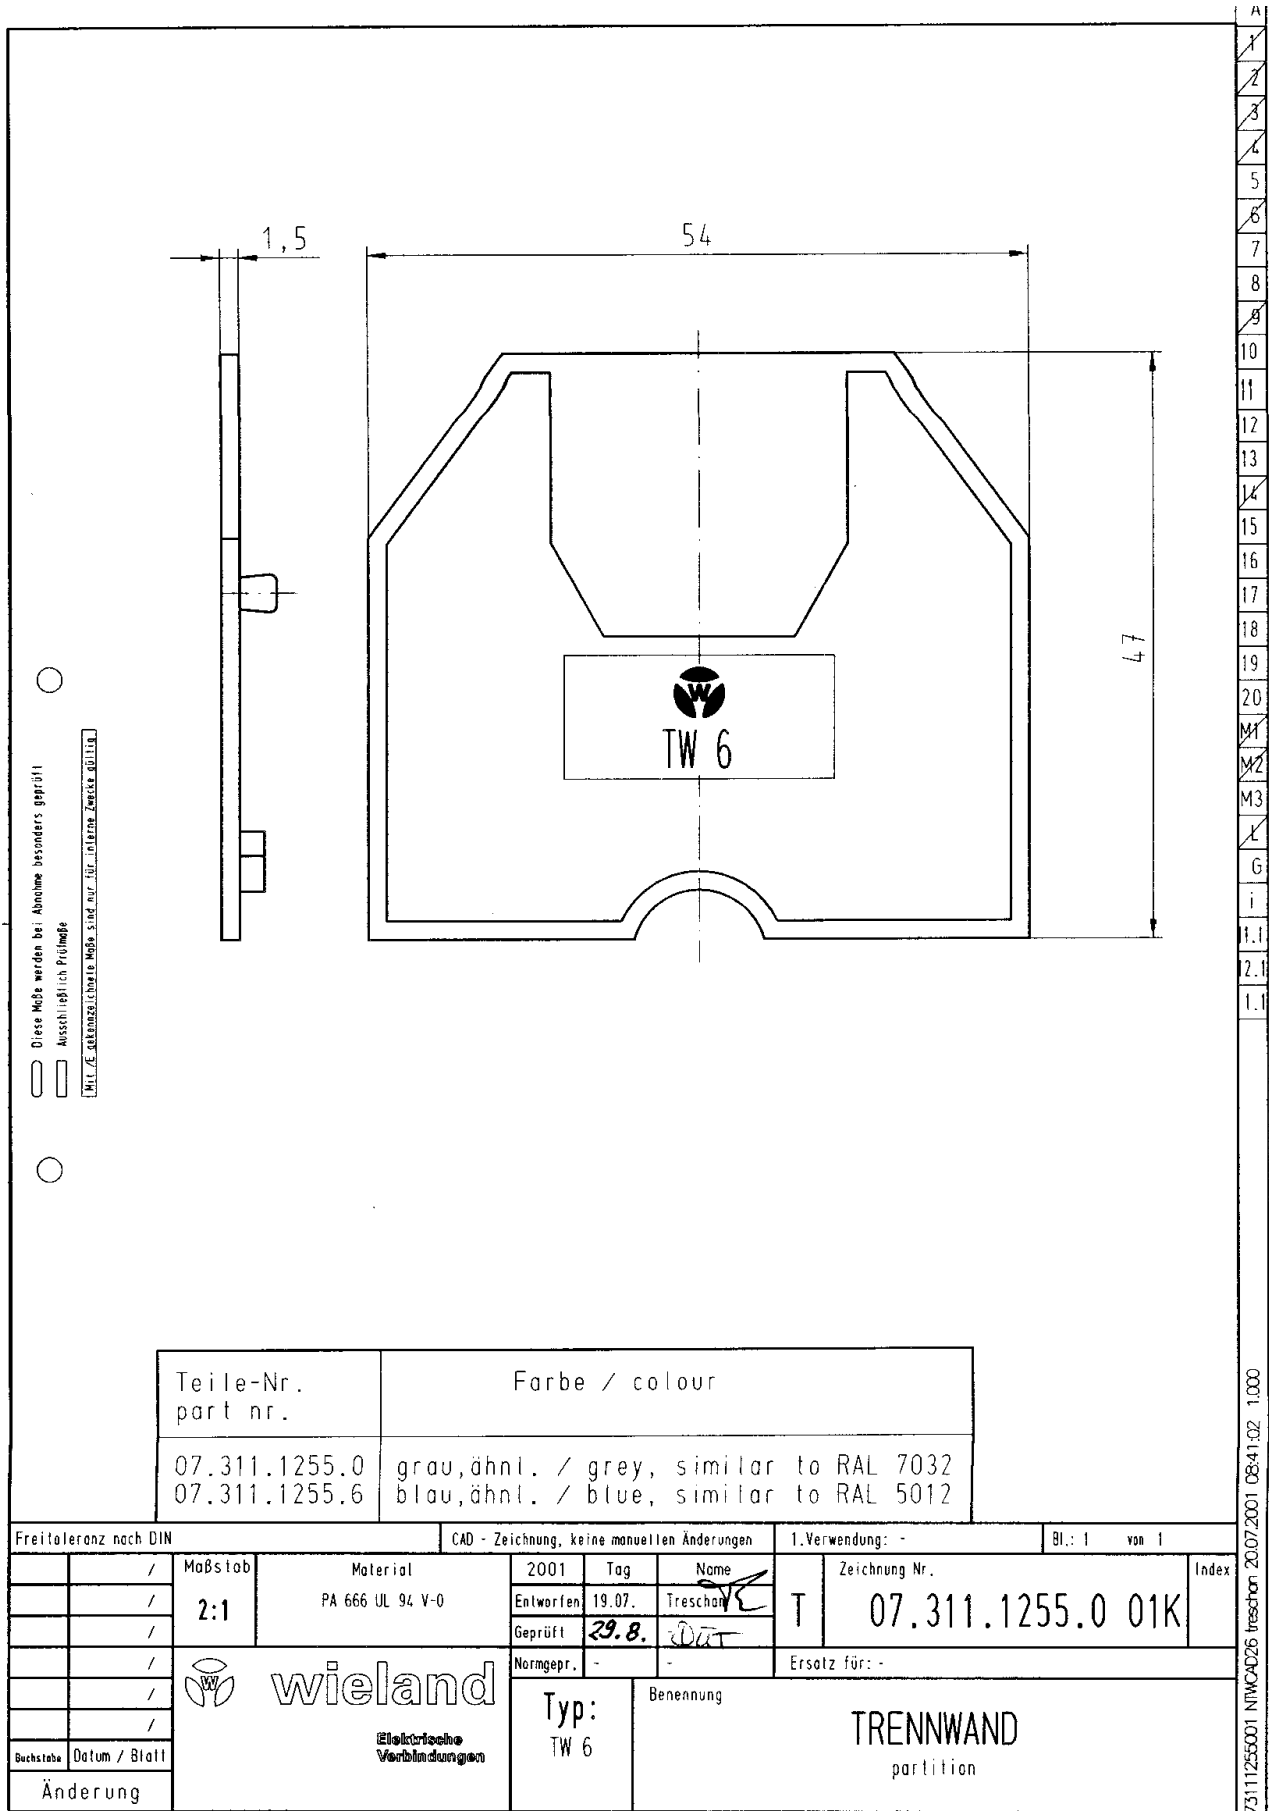 A
1
2
3
4
5
6
7
8
9
10
11
12
13
14
15
16
17
18
19
20
M1
M2
M3
L
G
i
11.1
12.1
1.1
1,5
54
47
W
TW 6
Diese Maße werden bei Abnahme besonders geprüft
Ausschließlich Prüfmaße
Mit /E gekennzeichnete Maße sind nur für interne Zwecke gültig
Teile-Nr.
part nr.
Farbe / colour
07.311.1255.0 grau,ähnl. / grey, similar to RAL 7032
07.311.1255.6 blau,ähnl. / blue, similar to RAL 5012
Freitoleranz nach DIN
CAD - Zeichnung, keine manuellen Änderungen
1.Verwendung: -
Bl.: 1 von 1
Maßstab
2:1
Material
PA 666 UL 94 V-0
2001 Tag Name
Entworfen 19.07. Treschan
Geprüft 29.8.
Normgepr. - -
T
Zeichnung Nr.
07.311.1255.0 01K
Index
Ersatz für: -
W
wieland
Elektrische
Verbindungen
Typ:
TW 6
Benennung
TRENNWAND
partition
/
/
/
/
/
/
Buchstabe Datum / Blatt
Änderung
73111255001 NTWCAD26 treschan 20.07.2001 08:41:02 1.000